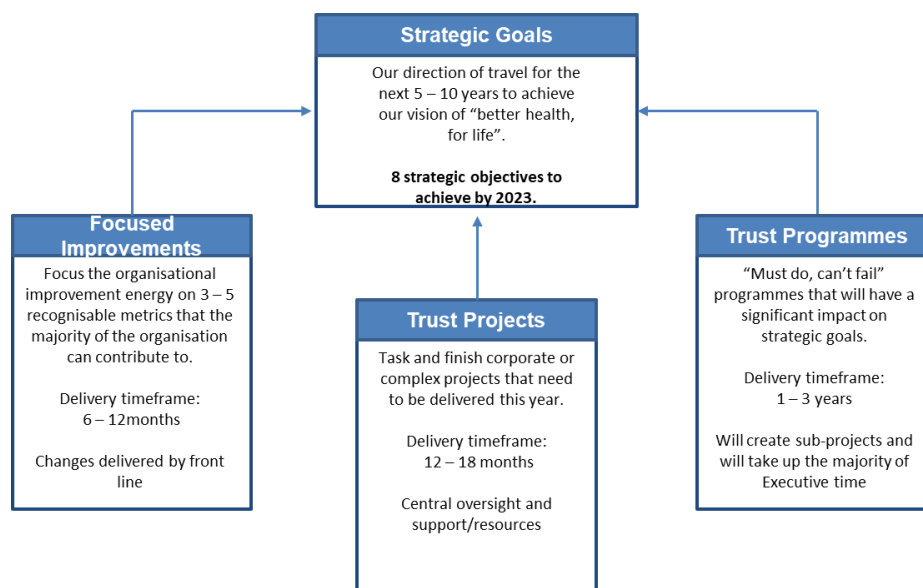 Strategic Goals
Our direction of travel for the
next 5 – 10 years to achieve
our vision of “better health,
for life”.
8 strategic objectives to
achieve by 2023.
Focused
Improvements
Focus the organisational
improvement energy on 3 – 5
recognisable metrics that the
majority of the organisation
can contribute to.
Delivery timeframe:
6 – 12months
Changes delivered by front
line
Trust Projects
Task and finish corporate or
complex projects that need
to be delivered this year.
Delivery timeframe:
12 – 18 months
Central oversight and
support/resources
Trust Programmes
“Must do, can’t fail”
programmes that will have a
significant impact on
strategic goals.
Delivery timeframe:
1 – 3 years
Will create sub-projects and
will take up the majority of
Executive time